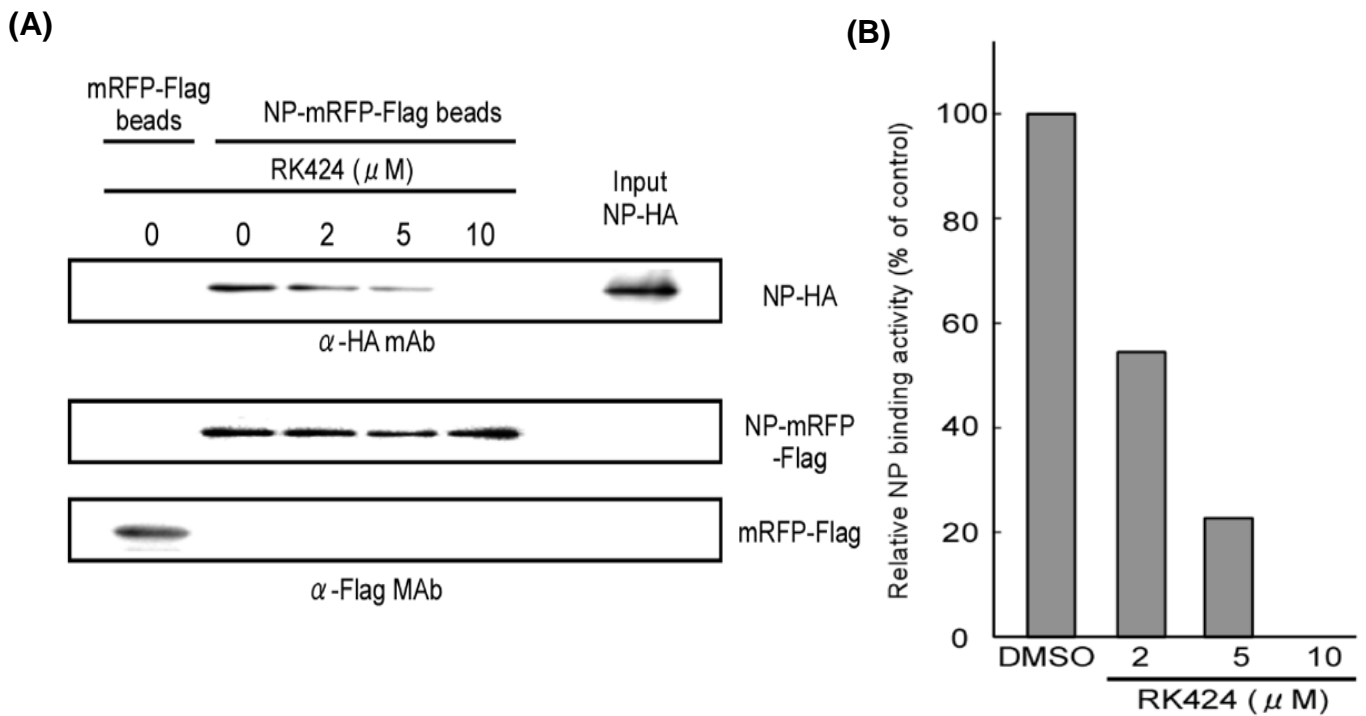 (A)
mRFP-Flag
beads
NP-mRFP-Flag beads
RK424 (μM)
Input
NP-HA
0 0 2 5 10
NP-HA
α-HA mAb
NP-mRFP
-Flag
mRFP-Flag
α-Flag MAb
(B)
Relative NP binding activity (% of control)
100
80
60
40
20
0
DMSO 2 5 10
RK424 (μM)